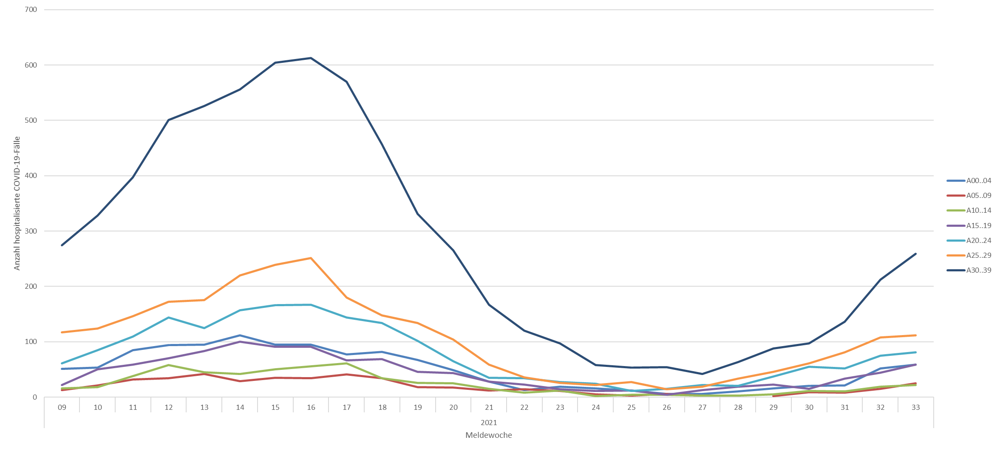 700
600
500
400
300
200
100
0
Anzahl hospitalisierte COVID-19-Fälle
09 10 11 12 13 14 15 16 17 18 19 20 21 22 23 24 25 26 27 28 29 30 31 32 33
2021
Meldewoche
A00..04
A05..09
A10..14
A15..19
A20..24
A25..29
A30..39